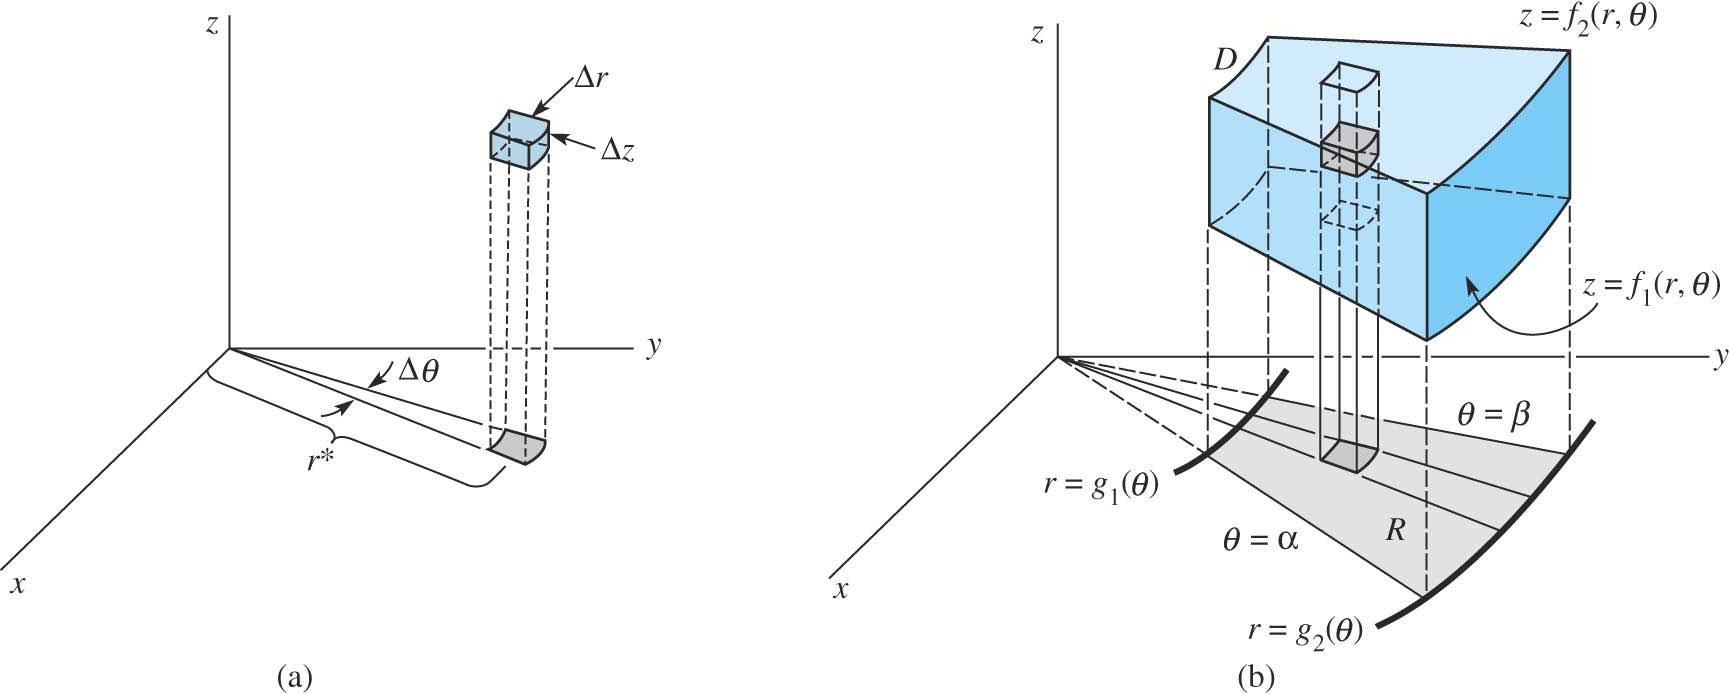 z
Δr
Δz
y
Δθ
r*
x
(a)
z = f₂(r, θ)
z
D
z = f₁(r, θ)
y
θ = β
r = g₁(θ)
R
θ = α
x
r = g₂(θ)
(b)